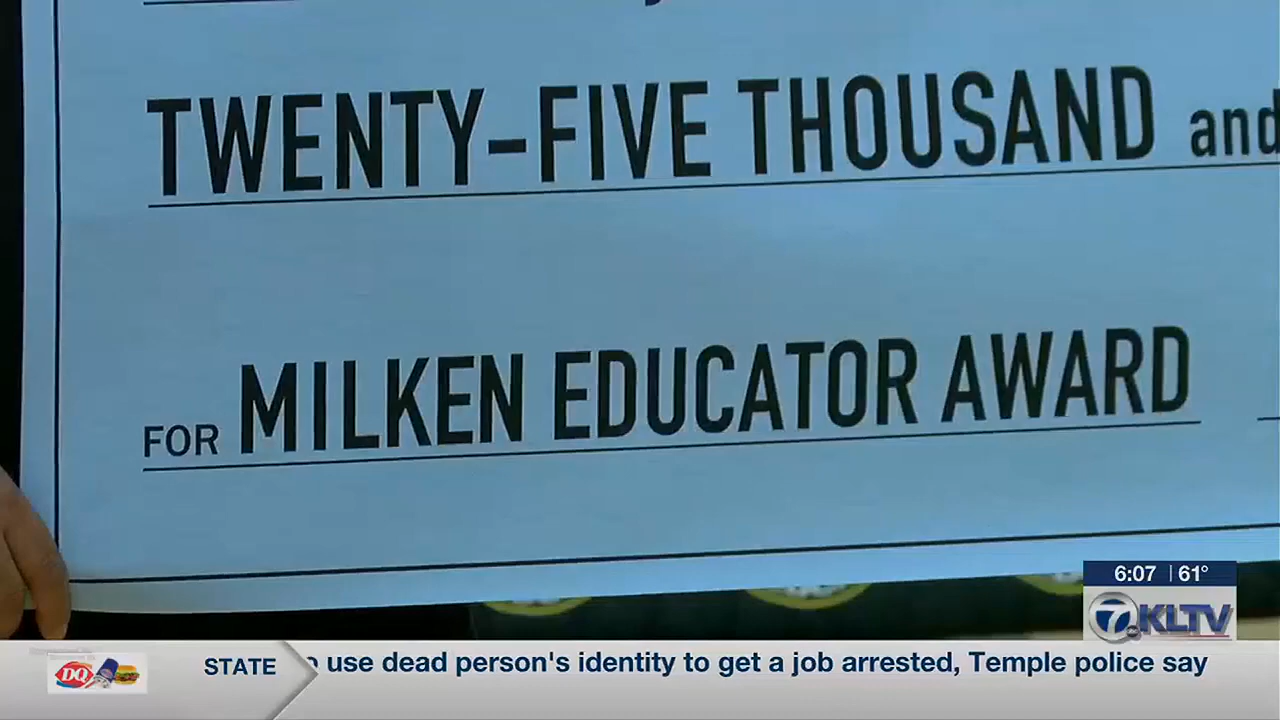 TWENTY-FIVE THOUSAND and
FOR MILKEN EDUCATOR AWARD
6:07 61°
7 KLTV
DQ STATE use dead person's identity to get a job arrested, Temple police say